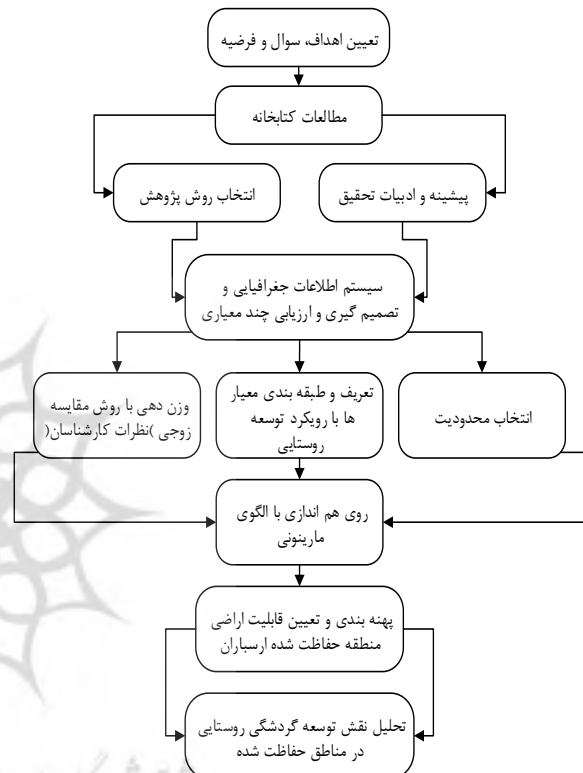 تعیین اهداف، سوال و فرضیه
مطالعات کتابخانه
پیشینه و ادبیات تحقیق
انتخاب روش پژوهش
سیستم اطلاعات جغرافیایی و
تصمیم گیری و ارزیابی چند معیاری
انتخاب محدودیت
تعریف و طبقه بندی معیار
ها با رویکرد توسعه
روستایی
وزن دهی با روش مقایسه
زوجی )نظرات کارشناسان(
روی هم اندازی با الگوی
مارینونی
پهنه بندی و تعیین قابلیت اراضی
منطقه حفاظت شده ارسباران
تحلیل نقش توسعه گردشگی روستایی
در مناطق حفاظت شده